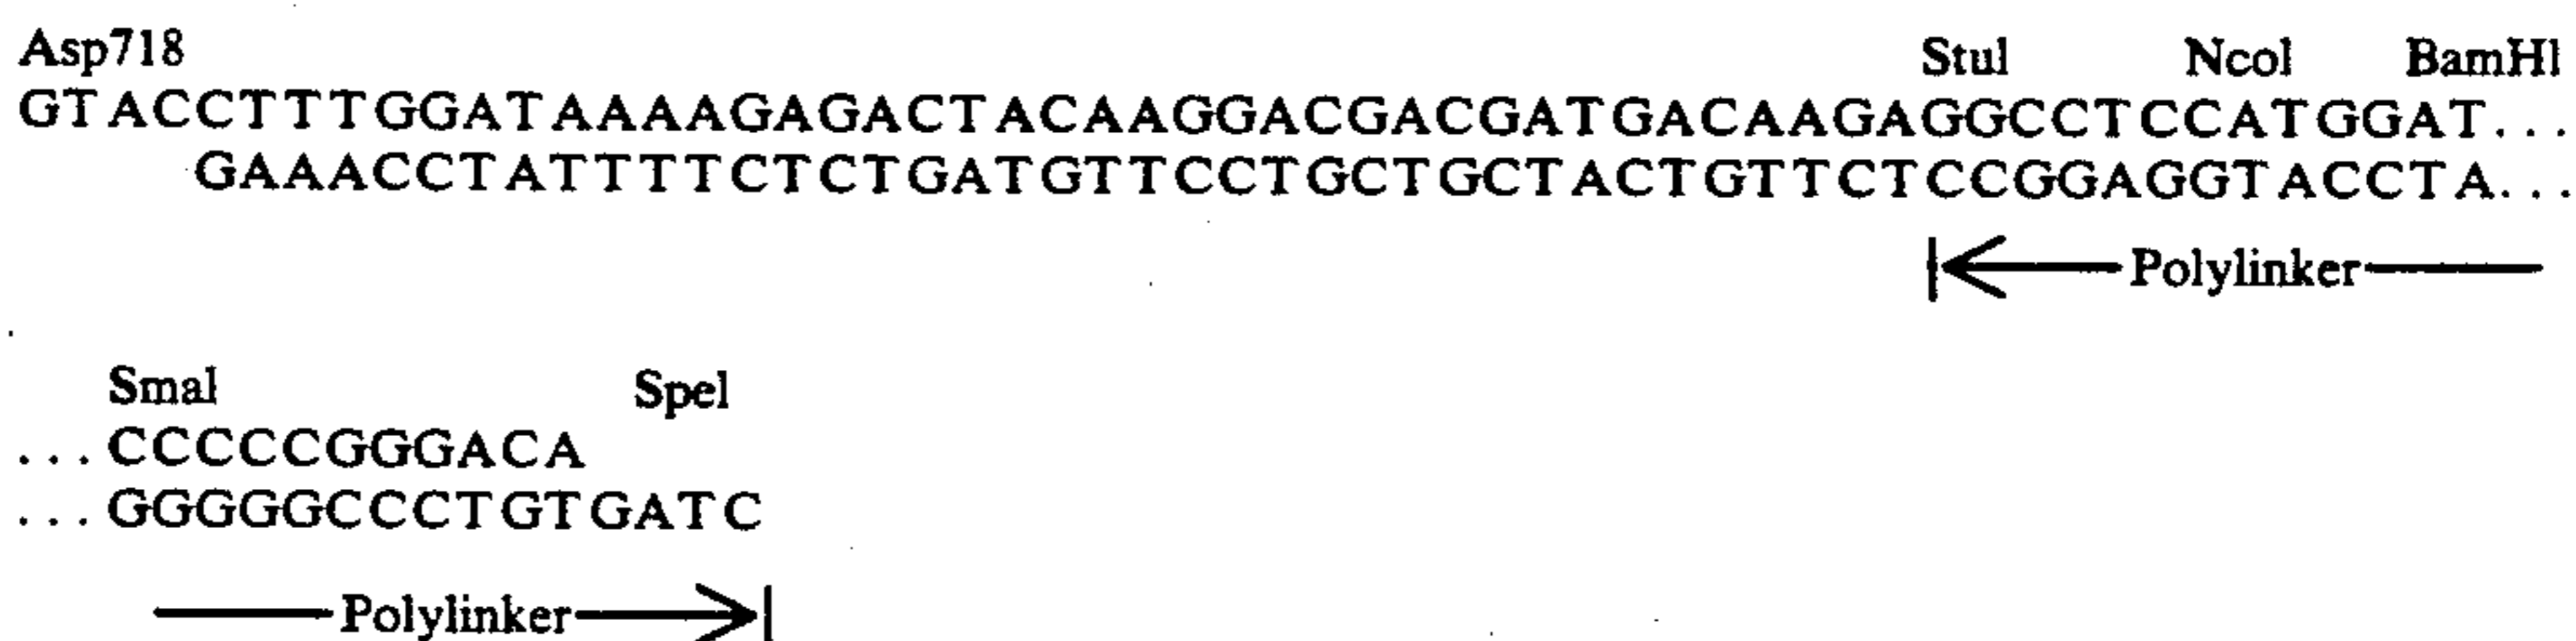 Asp718 StuI NcoI BamHI
GTACCTTTGGATAAAAGAGACTACAAGGACGACGATGACAAGAGGCCTCCATGGAT...
GAAACCTATTTTCTCTGATGTTCCTGCTGCTACTGTTCTCCGGAGGTACCTA...
Polylinker
SmaI SpeI
...CCCCCGGGACA
...GGGGGCCCTGTGATC
Polylinker